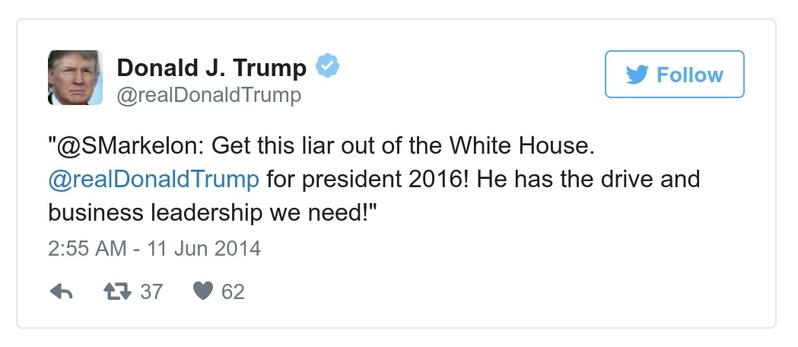 Donald J. Trump
@realDonaldTrump
Follow
"@SMarkelon: Get this liar out of the White House.
@realDonaldTrump for president 2016! He has the drive and
business leadership we need!"
2:55 AM - 11 Jun 2014
37 62